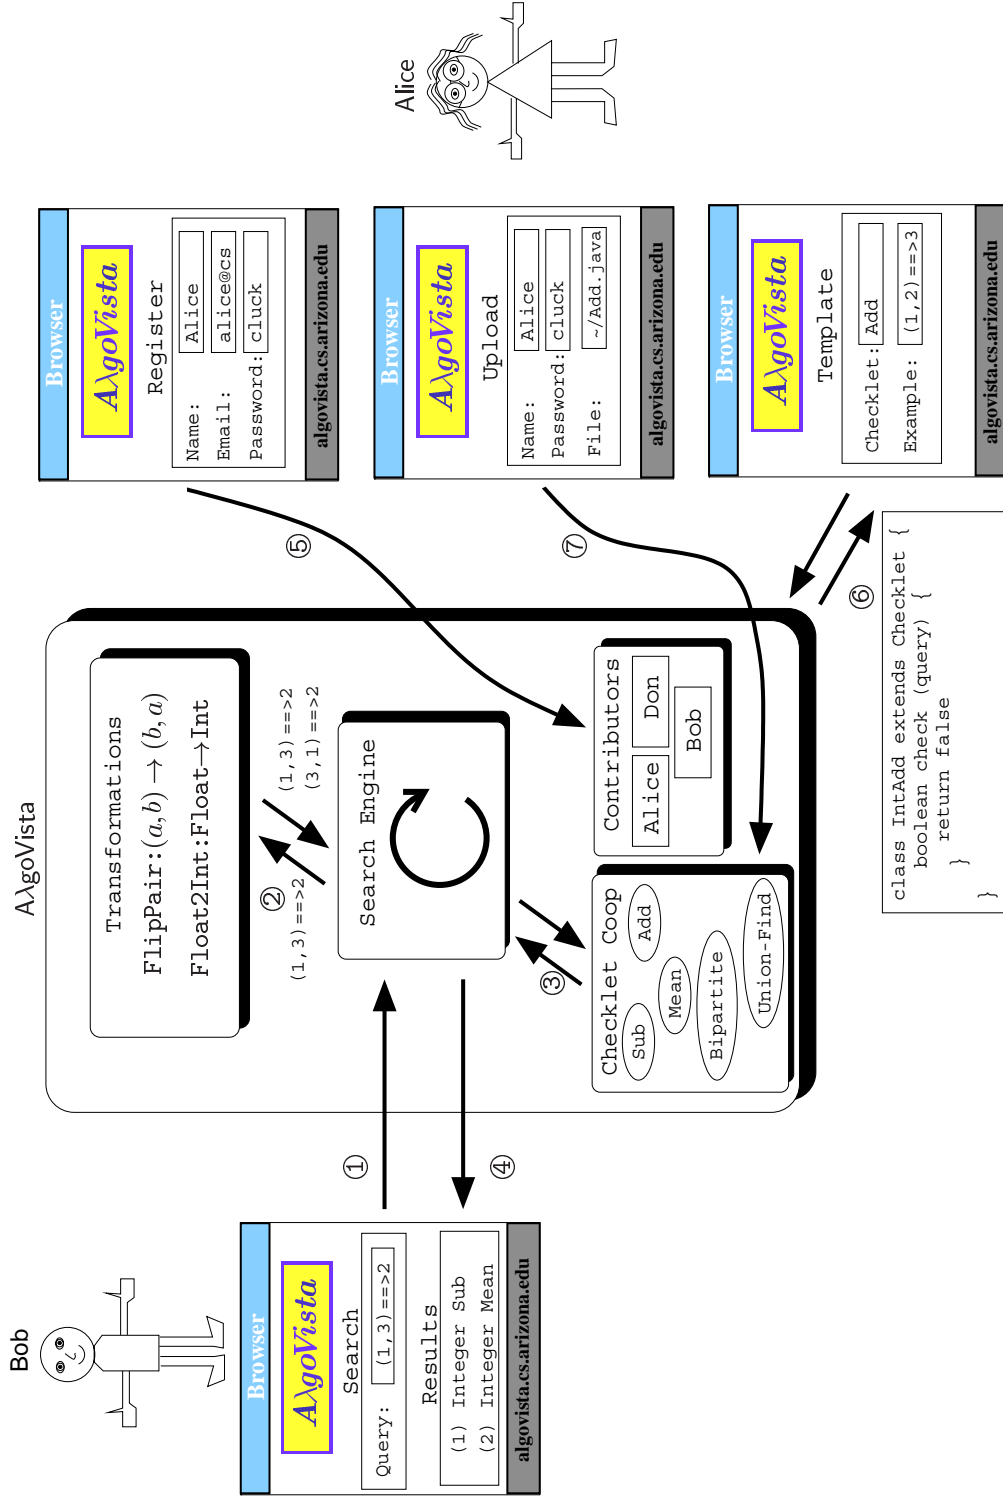 Bob
Browser
AλgoVista
Search
Query: (1,3)==>2
Results
(1) Integer Sub
(2) Integer Mean
algovista.cs.arizona.edu
①
④
AλgoVista
Transformations
FlipPair:(a,b)→(b,a)
Float2Int:Float→Int
②
(1,3)==>2
(1,3)==>2
(3,1)==>2
Search Engine
③
Checklet Coop
Sub
Add
Mean
Bipartite
Union-Find
Contributors
Alice
Don
Bob
⑤
⑦
⑥
class IntAdd extends Checklet {
boolean check (query) {
return false
}
}
Alice
Browser
AλgoVista
Register
Name: Alice
Email: alice@cs
Password: cluck
algovista.cs.arizona.edu
Browser
AλgoVista
Upload
Name: Alice
Password: cluck
File: ~/Add.java
algovista.cs.arizona.edu
Browser
AλgoVista
Template
Checklet: Add
Example: (1,2)==>3
algovista.cs.arizona.edu